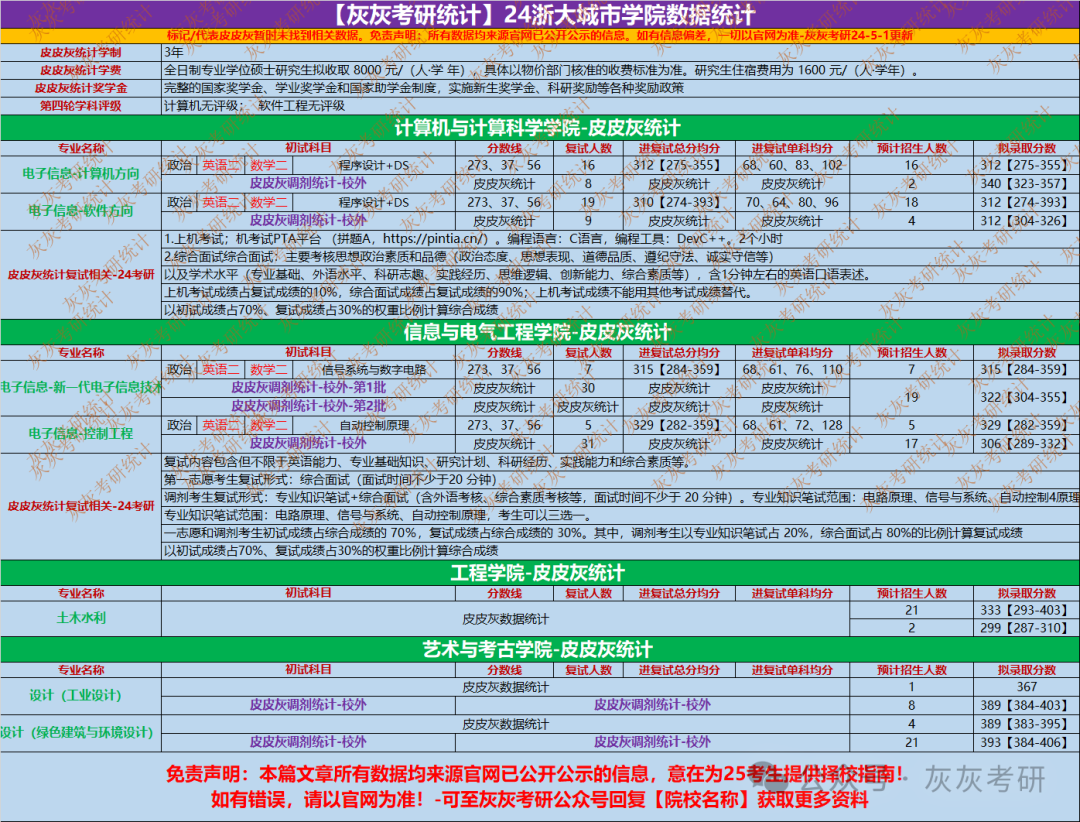 【灰灰考研统计】24浙大城市学院数据统计
标记/代表皮皮灰暂时未找到相关数据。免责声明：所有数据均来源官网已公开公示的信息。如有信息偏差，一切以官网为准-灰灰考研24-5-1更新
皮皮灰统计学制 3年
皮皮灰统计学费 全日制专业学位硕士研究生拟收取 8000 元/（人·学 年），具体以物价部门核准的收费标准为准。研究生住宿费用为 1600 元/（人·学年）。
皮皮灰统计奖学金 完整的国家奖学金、学业奖学金和国家助学金制度，实施新生奖学金、科研奖励等各种奖励政策
第四轮学科评级 计算机无评级； 软件工程无评级
计算机与计算科学学院-皮皮灰统计
专业名称 初试科目 分数线 复试人数 进复试总分均分 进复试单科均分 预计招生人数 拟录取分数
电子信息-计算机方向 政治 英语二 数学二 程序设计+DS 273、37、56 16 312【275-355】 68、60、83、102 16 312【275-355】
皮皮灰调剂统计-校外 皮皮灰统计 8 皮皮灰统计 皮皮灰统计 2 340【323-357】
电子信息-软件方向 政治 英语二 数学二 程序设计+DS 273、37、56 19 310【274-393】 70、64、80、96 18 312【274-393】
皮皮灰调剂统计-校外 皮皮灰统计 9 皮皮灰统计 皮皮灰统计 4 312【304-326】
皮皮灰统计复试相关-24考研
1.上机考试；机考试PTA平台 （拼题A，https://pintia.cn/）。编程语言：C语言，编程工具：DevC++。2个小时
2.综合面试综合面试：主要考核思想政治素质和品德（政治态度、思想表现、道德品质、遵纪守法、诚实守信等）
以及学术水平（专业基础、外语水平、科研志趣、实践经历、思维逻辑、创新能力、综合素质等），含1分钟左右的英语口语表述。
上机考试成绩占复试成绩的10%，综合面试成绩占复试成绩的90%；上机考试成绩不能用其他考试成绩替代。
以初试成绩占70%、复试成绩占30%的权重比例计算综合成绩
信息与电气工程学院-皮皮灰统计
专业名称 初试科目 分数线 复试人数 进复试总分均分 进复试单科均分 预计招生人数 拟录取分数
电子信息-新一代电子信息技术 政治 英语二 数学二 信号系统与数字电路 273、37、56 7 315【284-359】 68、61、76、110 7 315【284-359】
皮皮灰调剂统计-校外-第1批 皮皮灰统计 30 皮皮灰统计 皮皮灰统计 19 322【304-355】
皮皮灰调剂统计-校外-第2批 皮皮灰统计 皮皮灰统计 皮皮灰统计 皮皮灰统计
电子信息-控制工程 政治 英语二 数学二 自动控制原理 273、37、56 5 329【282-359】 68、61、72、128 5 329【282-359】
皮皮灰调剂统计-校外 皮皮灰统计 31 皮皮灰统计 皮皮灰统计 17 306【289-332】
皮皮灰统计复试相关-24考研
复试内容包含但不限于英语能力、专业基础知识、研究计划、科研经历、实践能力和综合素质等。
第一志愿考生复试形式：综合面试（面试时间不少于20 分钟）
调剂考生复试形式：专业知识笔试+综合面试（含外语考核、综合素质考核等，面试时间不少于 20 分钟）。专业知识笔试范围：电路原理、信号与系统、自动控制4原理
专业知识笔试范围：电路原理、信号与系统、自动控制原理，考生可以三选一。
一志愿和调剂考生初试成绩占综合成绩的 70%，复试成绩占综合成绩的 30%。其中，调剂考生以专业知识笔试占 20%，综合面试占 80%的比例计算复试成绩
以初试成绩占70%、复试成绩占30%的权重比例计算综合成绩
工程学院-皮皮灰统计
专业名称 初试科目 分数线 复试人数 进复试总分均分 进复试单科均分 预计招生人数 拟录取分数
土木水利 皮皮灰数据统计 21 333【293-403】
2 299【287-310】
艺术与考古学院-皮皮灰统计
专业名称 初试科目 分数线 复试人数 进复试总分均分 进复试单科均分 预计招生人数 拟录取分数
设计（工业设计） 皮皮灰数据统计 1 367
皮皮灰调剂统计-校外 皮皮灰调剂统计-校外 8 389【384-403】
设计（绿色建筑与环境设计） 皮皮灰数据统计 4 389【383-395】
皮皮灰调剂统计-校外 皮皮灰调剂统计-校外 21 393【384-406】
免责声明：本篇文章所有数据均来源官网已公开公示的信息，意在为25考生提供择校指南！
如有错误，请以官网为准！-可至灰灰考研公众号回复【院校名称】获取更多资料
公众号 · 灰灰考研